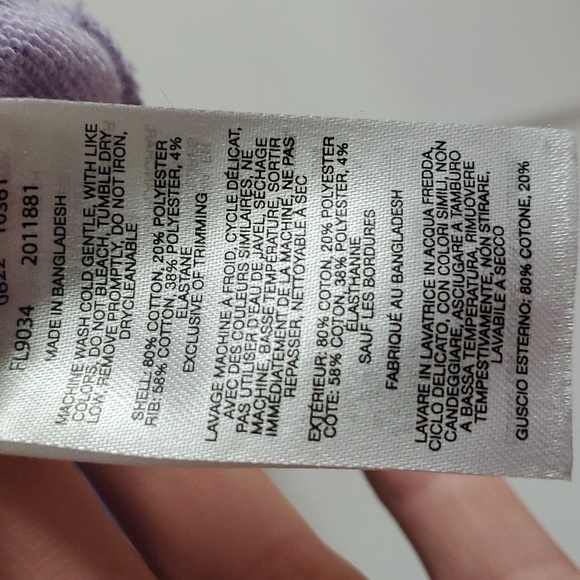 FL9034 2011881
MADE IN BANGLADESH
MACHINE WASH COLD GENTLE, WITH LIKE
COLORS, DO NOT BLEACH, TUMBLE DRY
LOW, REMOVE PROMPTLY, DO NOT IRON,
DRYCLEANABLE
SHELL: 80% COTTON, 20% POLYESTER
RIB: 58% COTTON, 38% POLYESTER, 4%
ELASTANE
EXCLUSIVE OF TRIMMING
LAVAGE MACHINE À FROID, CYCLE DÉLICAT,
AVEC DES COULEURS SIMILAIRES, NE
PAS UTILISER D'EAU DE JAVEL, SÉCHAGE
MACHINE, BASSE TEMPÉRATURE, SORTIR
IMMÉDIATEMENT DE LA MACHINE, NE PAS
REPASSER, NETTOYABLE À SEC
EXTÉRIEUR: 80% COTON, 20% POLYESTER
CÔTE: 58% COTON, 38% POLYESTER, 4%
ÉLASTHANNE
SAUF LES BORDURES
FABRIQUÉ AU BANGLADESH
LAVARE IN LAVATRICE IN ACQUA FREDDA,
CICLO DELICATO, CON COLORI SIMILI, NON
CANDEGGIARE, ASCIUGARE A TAMBURO
A BASSA TEMPERATURA, RIMUOVERE
TEMPESTIVAMENTE, NON STIRARE,
LAVABILE A SECCO
GUSCIO ESTERNO: 80% COTONE, 20%